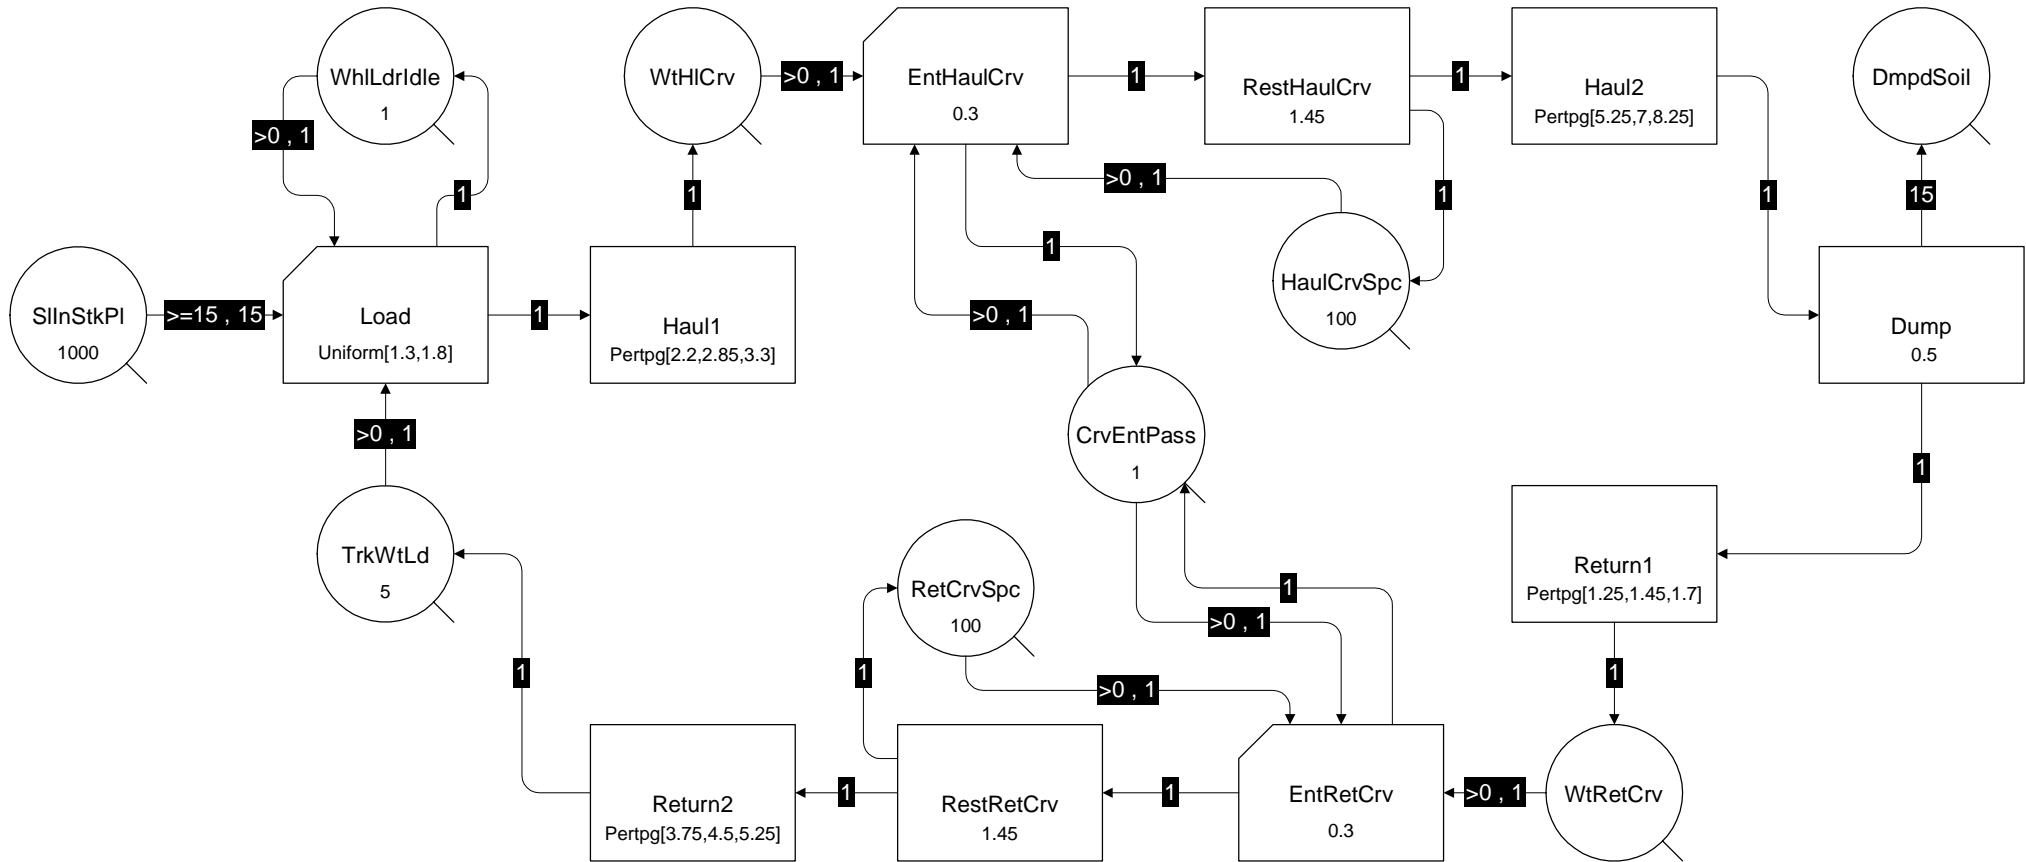 WhlLdrIdle
1
WtHlCrv
>0 , 1
EntHaulCrv
0.3
1
RestHaulCrv
1.45
1
Haul2
Pertpg[5.25,7,8.25]
DmpdSoil
>0 , 1
1
1
>0 , 1
1
1
15
SlInStkPl
1000
>=15 , 15
Load
Uniform[1.3,1.8]
1
Haul1
Pertpg[2.2,2.85,3.3]
1
>0 , 1
HaulCrvSpc
100
Dump
0.5
>0 , 1
CrvEntPass
1
1
TrkWtLd
5
RetCrvSpc
100
1
>0 , 1
Return1
Pertpg[1.25,1.45,1.7]
1
1
>0 , 1
1
Return2
Pertpg[3.75,4.5,5.25]
1
RestRetCrv
1.45
1
EntRetCrv
0.3
>0 , 1
WtRetCrv